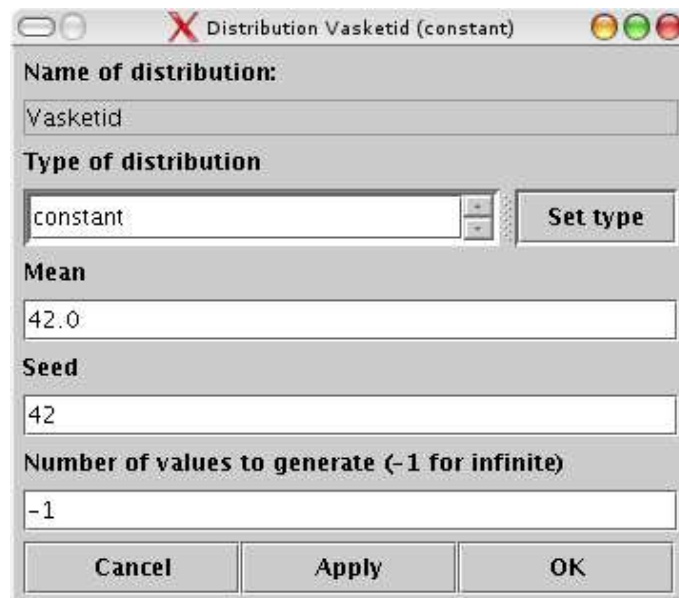 Distribution Vasketid (constant)
Name of distribution:
Vasketid
Type of distribution
constant
Set type
Mean
42.0
Seed
42
Number of values to generate (-1 for infinite)
-1
Cancel Apply OK